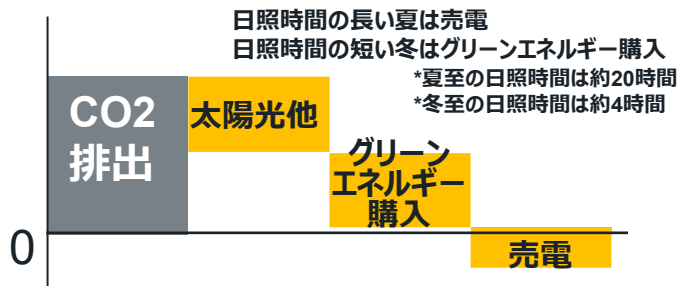 日照時間の長い夏は売電
日照時間の短い冬はグリーンエネルギー購入
*夏至の日照時間は約20時間
*冬至の日照時間は約4時間
CO2
排出
太陽光他
グリーン
エネルギー
購入
売電
0